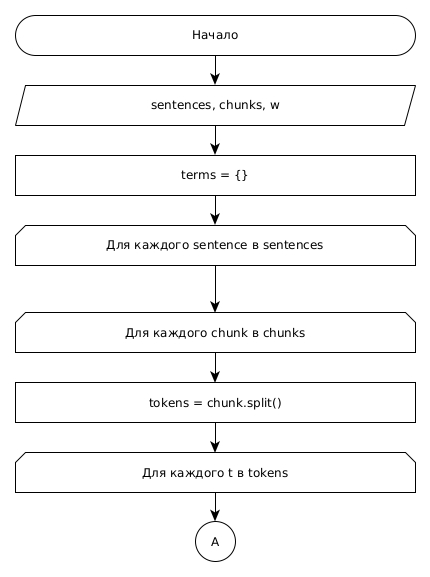 Начало
sentences, chunks, w
terms = {}
Для каждого sentence в sentences
Для каждого chunk в chunks
tokens = chunk.split()
Для каждого t в tokens
A